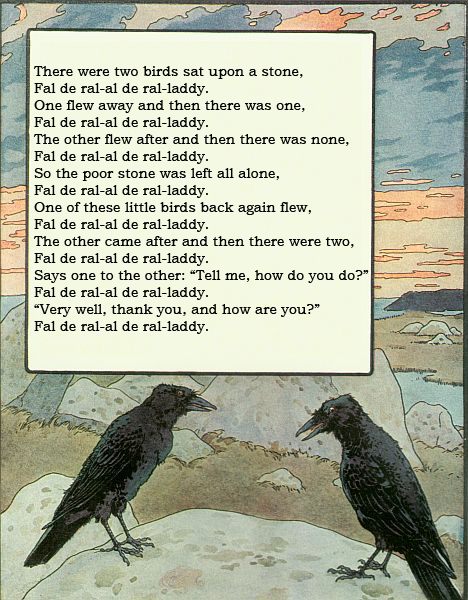 There were two birds sat upon a stone,
Fal de ral-al de ral-laddy.
One flew away and then there was one,
Fal de ral-al de ral-laddy.
The other flew after and then there was none,
Fal de ral-al de ral-laddy.
So the poor stone was left all alone,
Fal de ral-al de ral-laddy.
One of these little birds back again flew,
Fal de ral-al de ral-laddy.
The other came after and then there were two,
Fal de ral-al de ral-laddy.
Says one to the other: “Tell me, how do you do?”
Fal de ral-al de ral-laddy.
“Very well, thank you, and how are you?”
Fal de ral-al de ral-laddy.